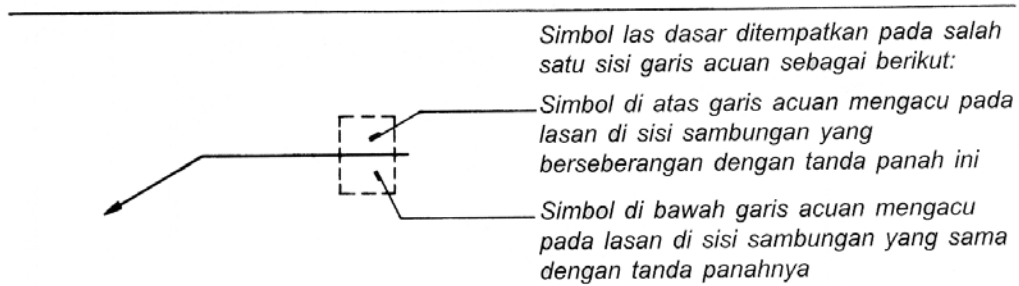 Simbol las dasar ditempatkan pada salah
satu sisi garis acuan sebagai berikut:
Simbol di atas garis acuan mengacu pada
lasan di sisi sambungan yang
berseberangan dengan tanda panah ini
Simbol di bawah garis acuan mengacu
pada lasan di sisi sambungan yang sama
dengan tanda panahnya